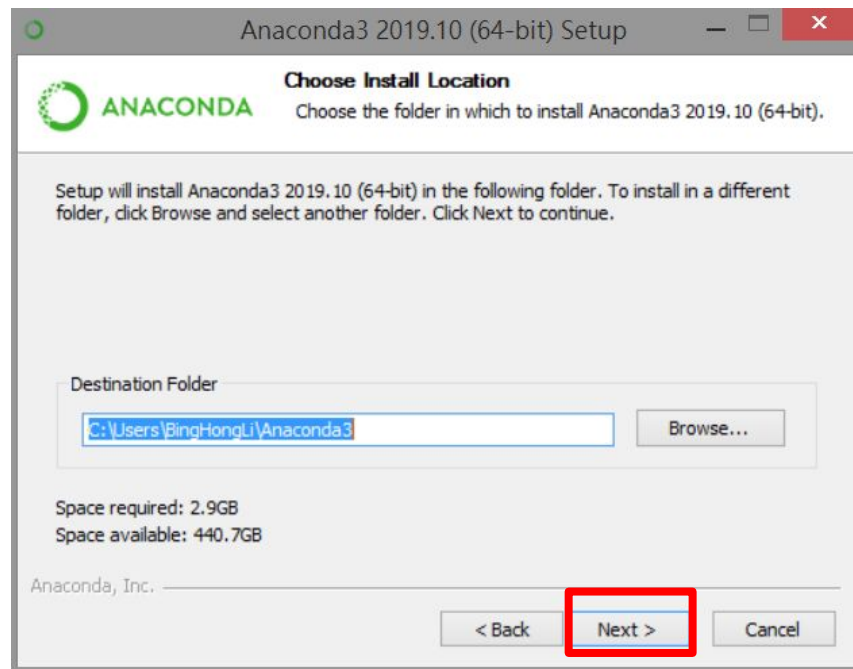 Anaconda3 2019.10 (64-bit) Setup
Choose Install Location
ANACONDA
Choose the folder in which to install Anaconda3 2019.10 (64-bit).
Setup will install Anaconda3 2019.10 (64-bit) in the following folder. To install in a different
folder, click Browse and select another folder. Click Next to continue.
Destination Folder
C:\Users\BingHongLi\Anaconda3
Browse...
Space required: 2.9GB
Space available: 440.7GB
Anaconda, Inc.
< Back
Next >
Cancel